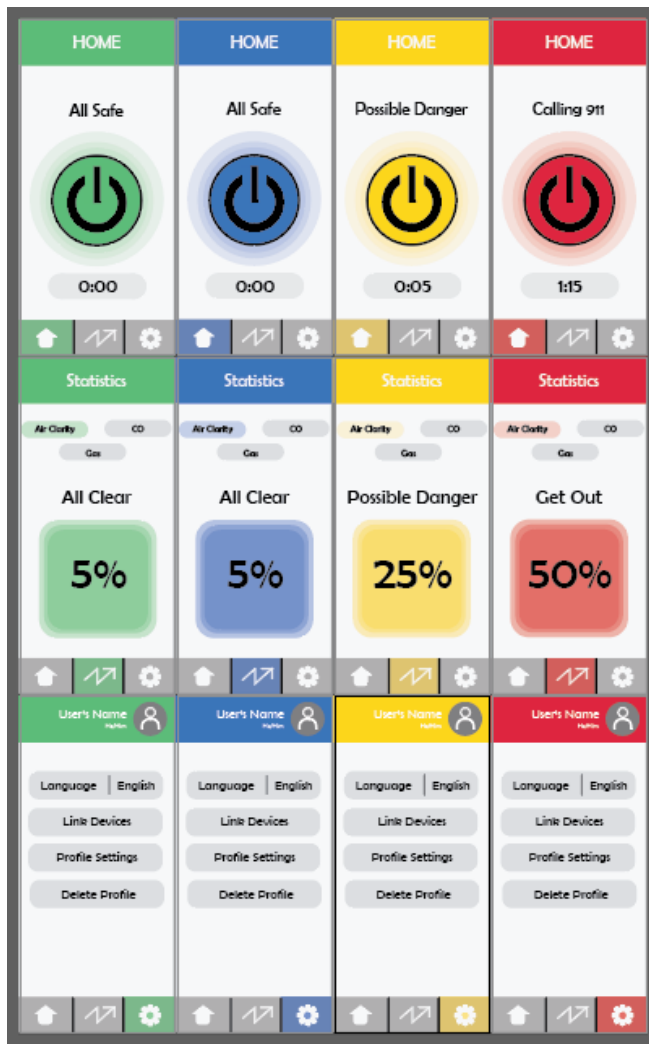 HOME HOME HOME HOME
All Safe All Safe Possible Danger Calling 911
0:00 0:00 0:05 1:15
Statistics Statistics Statistics Statistics
Air Clarity CO Air Clarity CO Air Clarity CO Air Clarity CO
Gas Gas Gas Gas
All Clear All Clear Possible Danger Get Out
5% 5% 25% 50%
User's Name User's Name User's Name User's Name
Language English Language English Language English Language English
Link Devices Link Devices Link Devices Link Devices
Profile Settings Profile Settings Profile Settings Profile Settings
Delete Profile Delete Profile Delete Profile Delete Profile